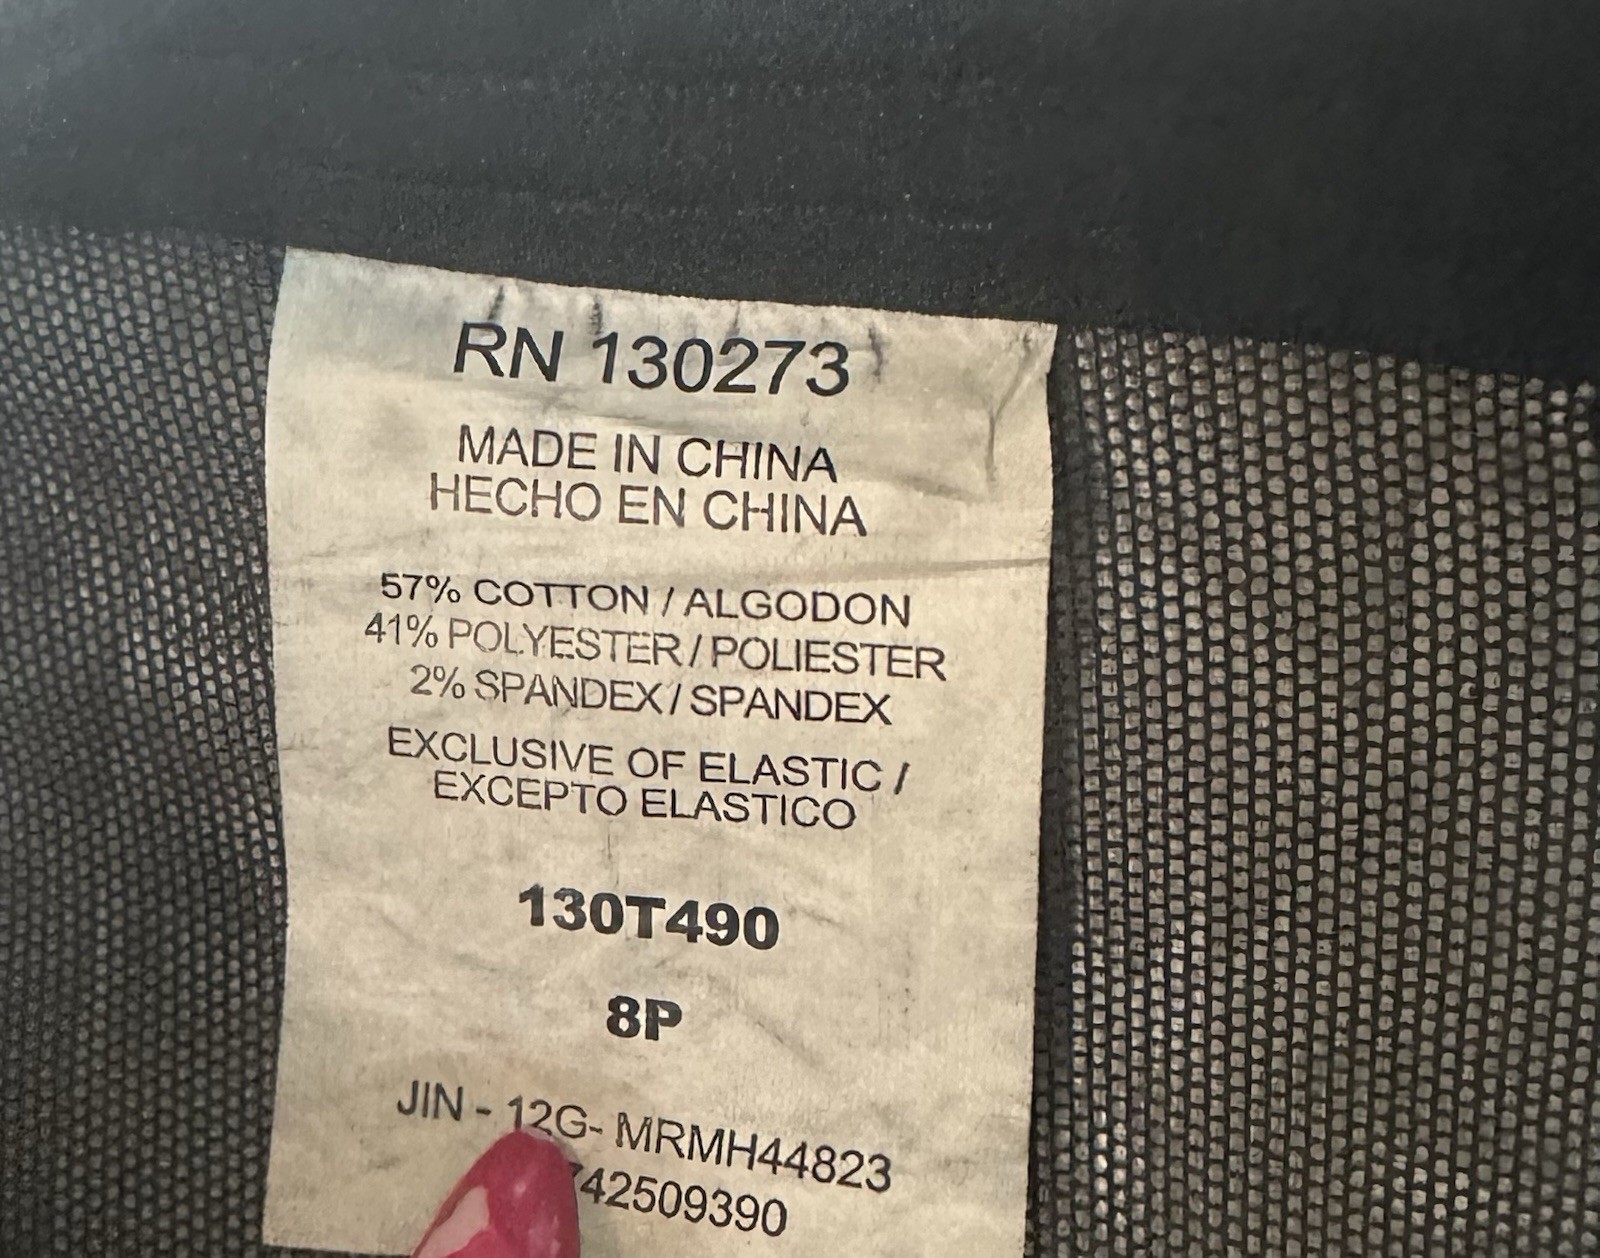 RN 130273
MADE IN CHINA
HECHO EN CHINA
57% COTTON / ALGODON
41% POLYESTER / POLIESTER
2% SPANDEX / SPANDEX
EXCLUSIVE OF ELASTIC /
EXCEPTO ELASTICO
130T490
8P
JIN - 12G- MRMH44823
742509390